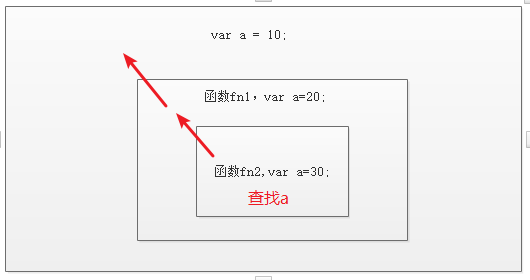 var a = 10;
函数fn1，var a=20;
函数fn2,var a=30;
查找a